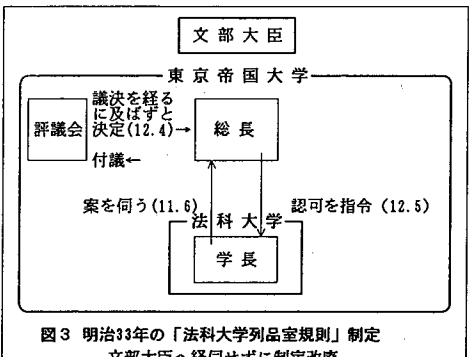 文部大臣
東京帝国大学
評議会
議決を経る
に及ばずと
決定(12.4)→
付議←
総長
案を伺う(11.6)
認可を指令 (12.5)
法科大学
学長
図3 明治33年の「法科大学列品室規則」制定